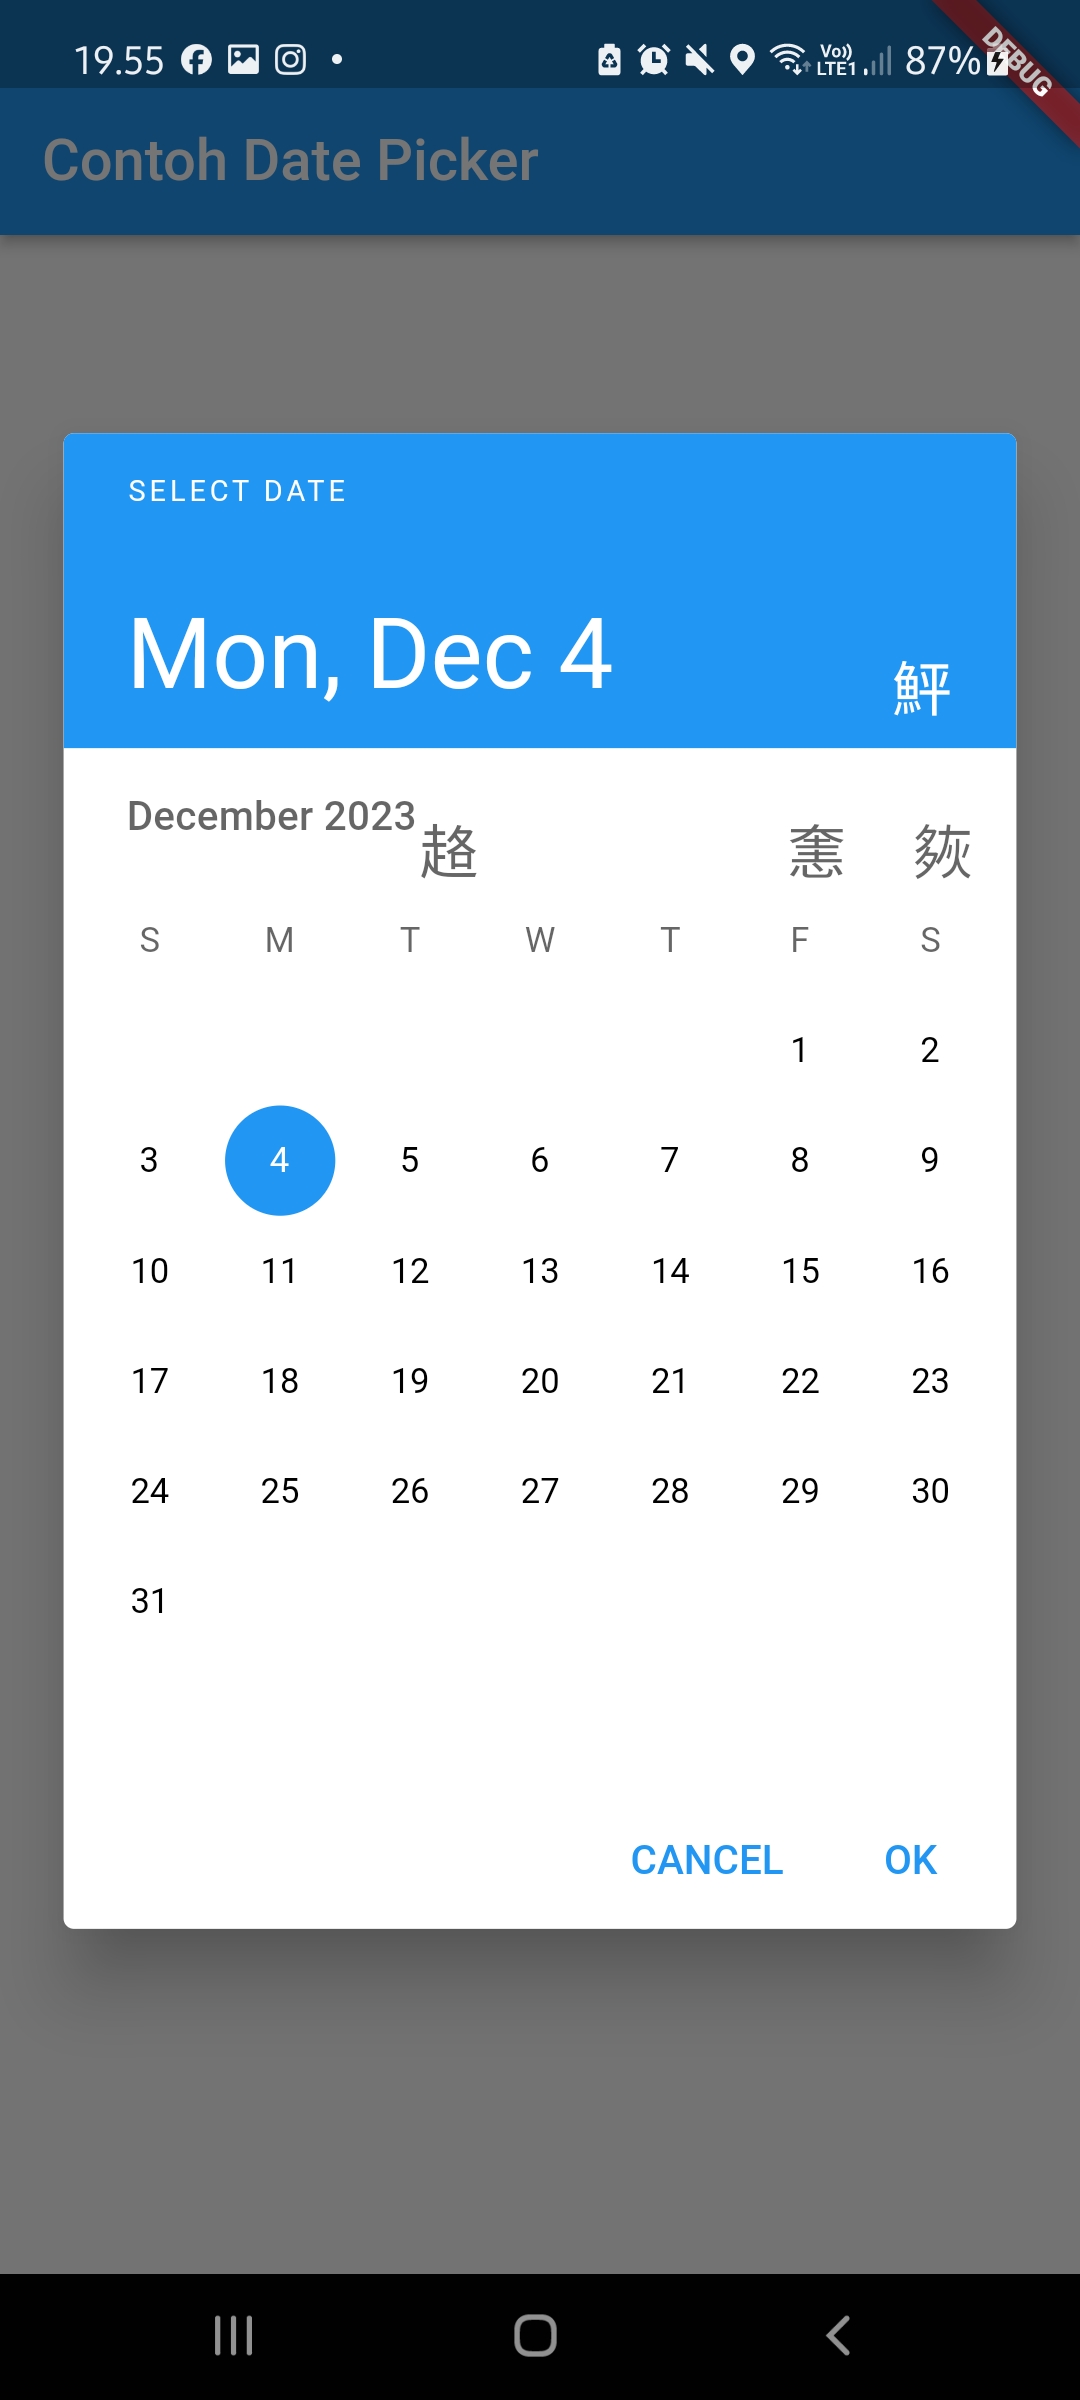 19.55
Vo))
LTE1
87%
DEBUG
Contoh Date Picker
SELECT DATE
Mon, Dec 4 鮃
December 2023
S M T W T F S
1 2
3 4 5 6 7 8 9
10 11 12 13 14 15 16
17 18 19 20 21 22 23
24 25 26 27 28 29 30
31
CANCEL OK